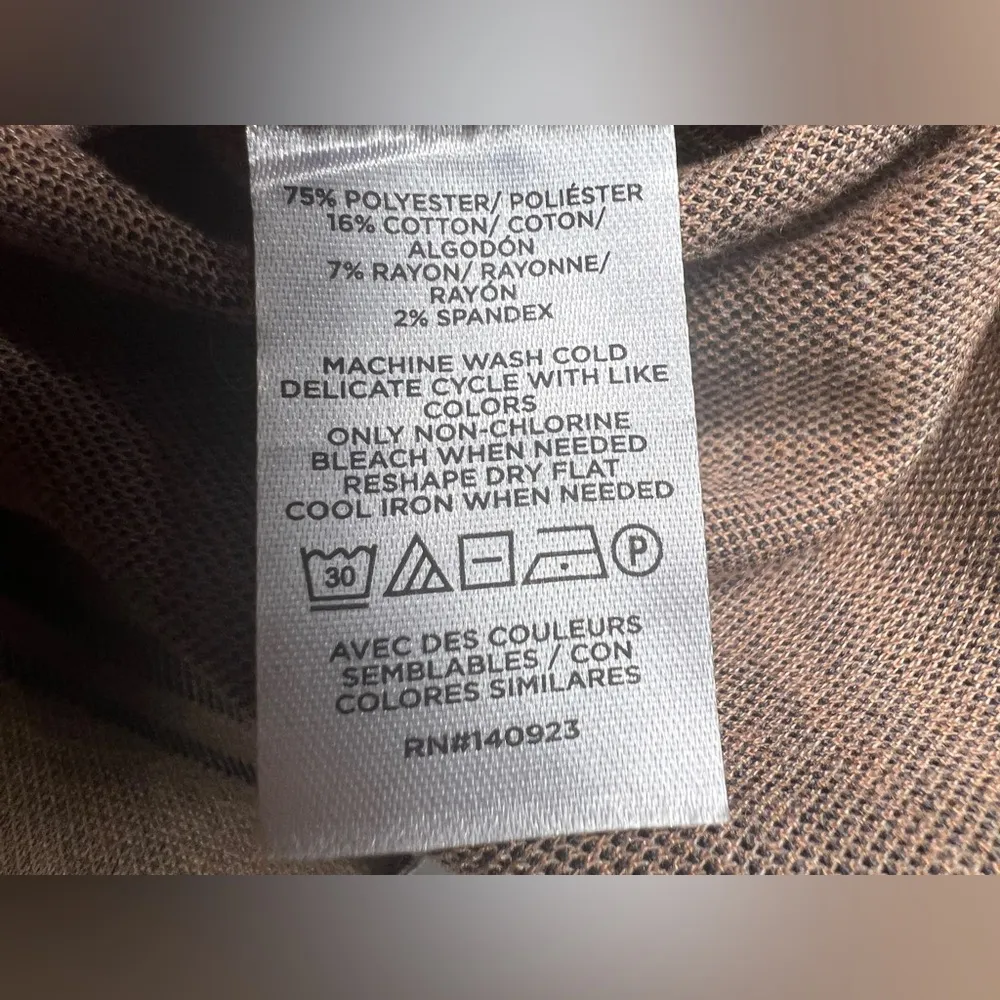 75% POLYESTER/ POLIÉSTER
16% COTTON/ COTON/
ALGODÓN
7% RAYON/ RAYONNE/
RAYÓN
2% SPANDEX
MACHINE WASH COLD
DELICATE CYCLE WITH LIKE
COLORS
ONLY NON-CHLORINE
BLEACH WHEN NEEDED
RESHAPE DRY FLAT
COOL IRON WHEN NEEDED
30 P
AVEC DES COULEURS
SEMBLABLES / CON
COLORES SIMILARES
RN#140923